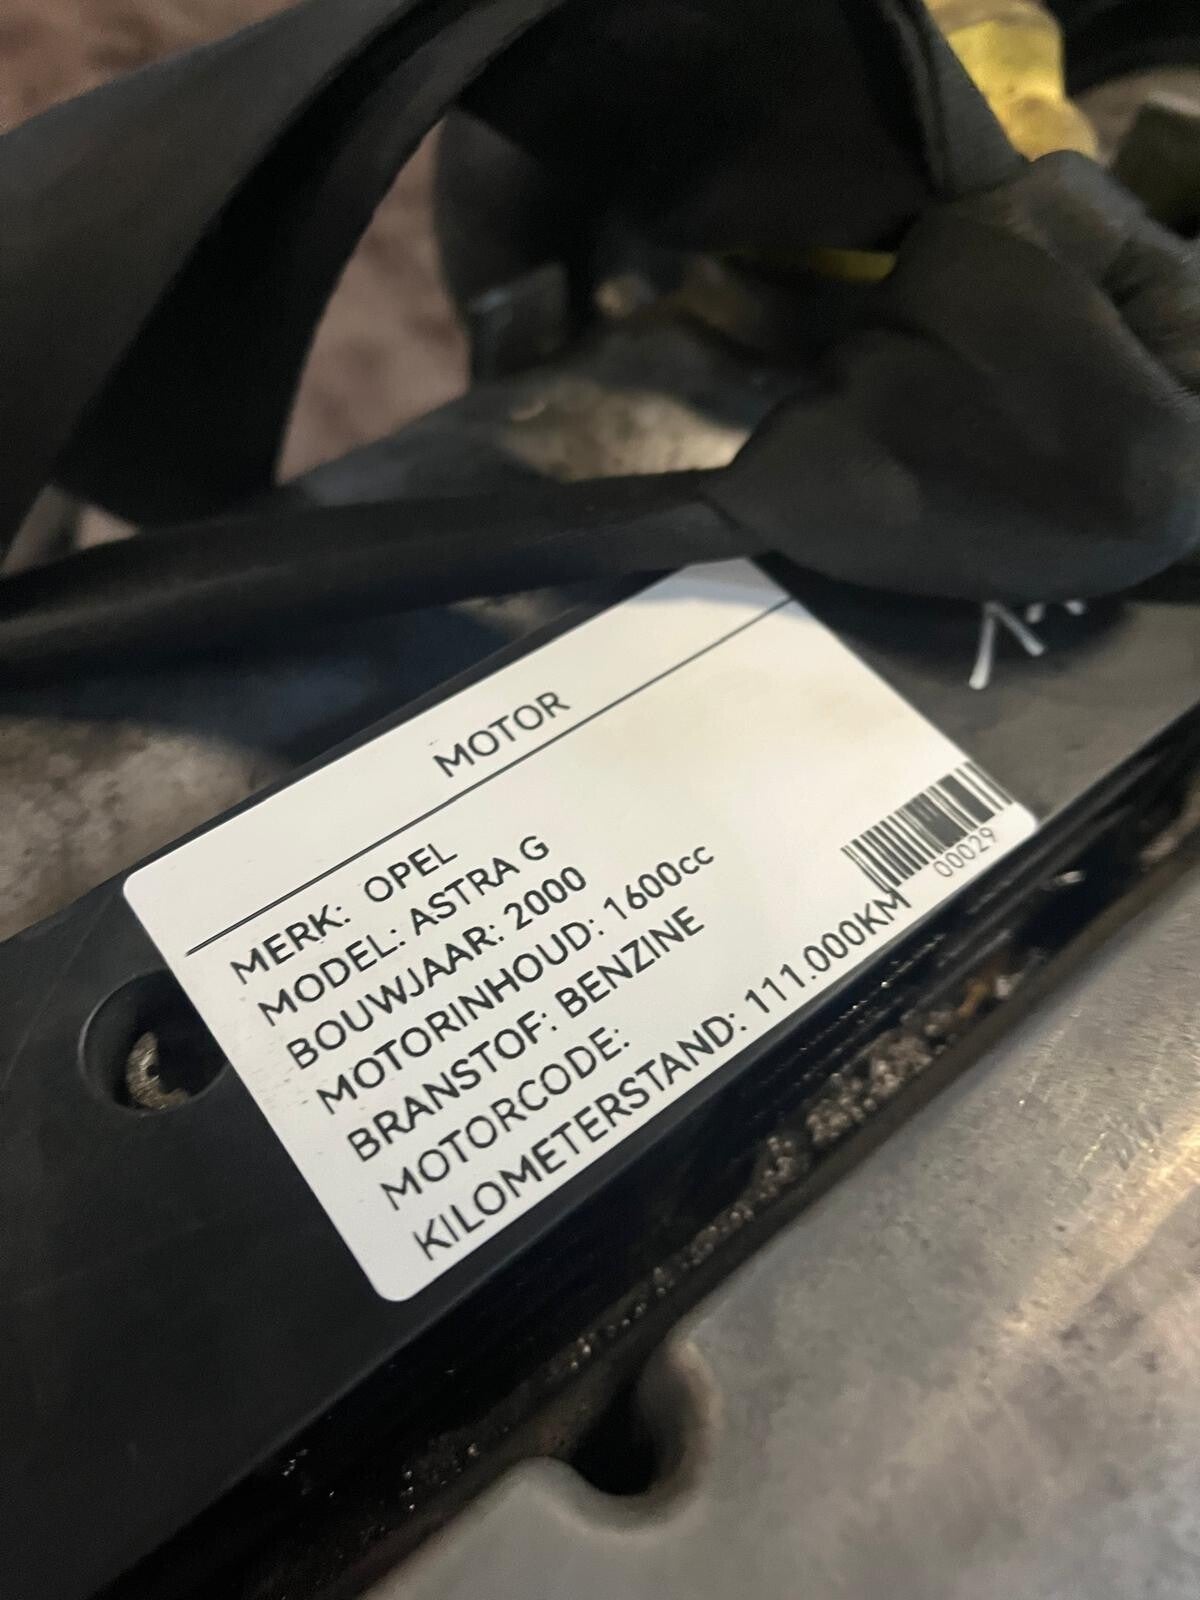 MOTOR
MERK: OPEL
MODEL: ASTRA G
BOUWJAAR: 2000
MOTORINHOUD: 1600cc
BRANSTOF: BENZINE
MOTORCODE:
KILOMETERSTAND: 111.000KM
00029